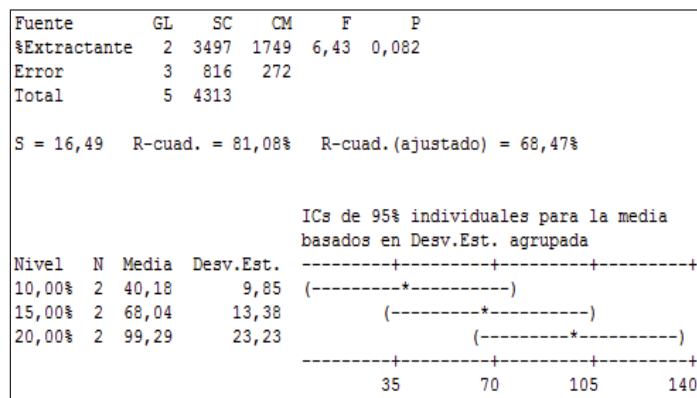 Fuente GL SC CM F P
%Extractante 2 3497 1749 6,43 0,082
Error 3 816 272
Total 5 4313
S = 16,49 R-cuad. = 81,08% R-cuad.(ajustado) = 68,47%
ICs de 95% individuales para la media
basados en Desv.Est. agrupada
Nivel N Media Desv.Est. ---------+---------+---------+---------+
10,00% 2 40,18 9,85 (---------*----------)
15,00% 2 68,04 13,38 (---------*----------)
20,00% 2 99,29 23,23 (---------*----------)
---------+---------+---------+---------+
35 70 105 140